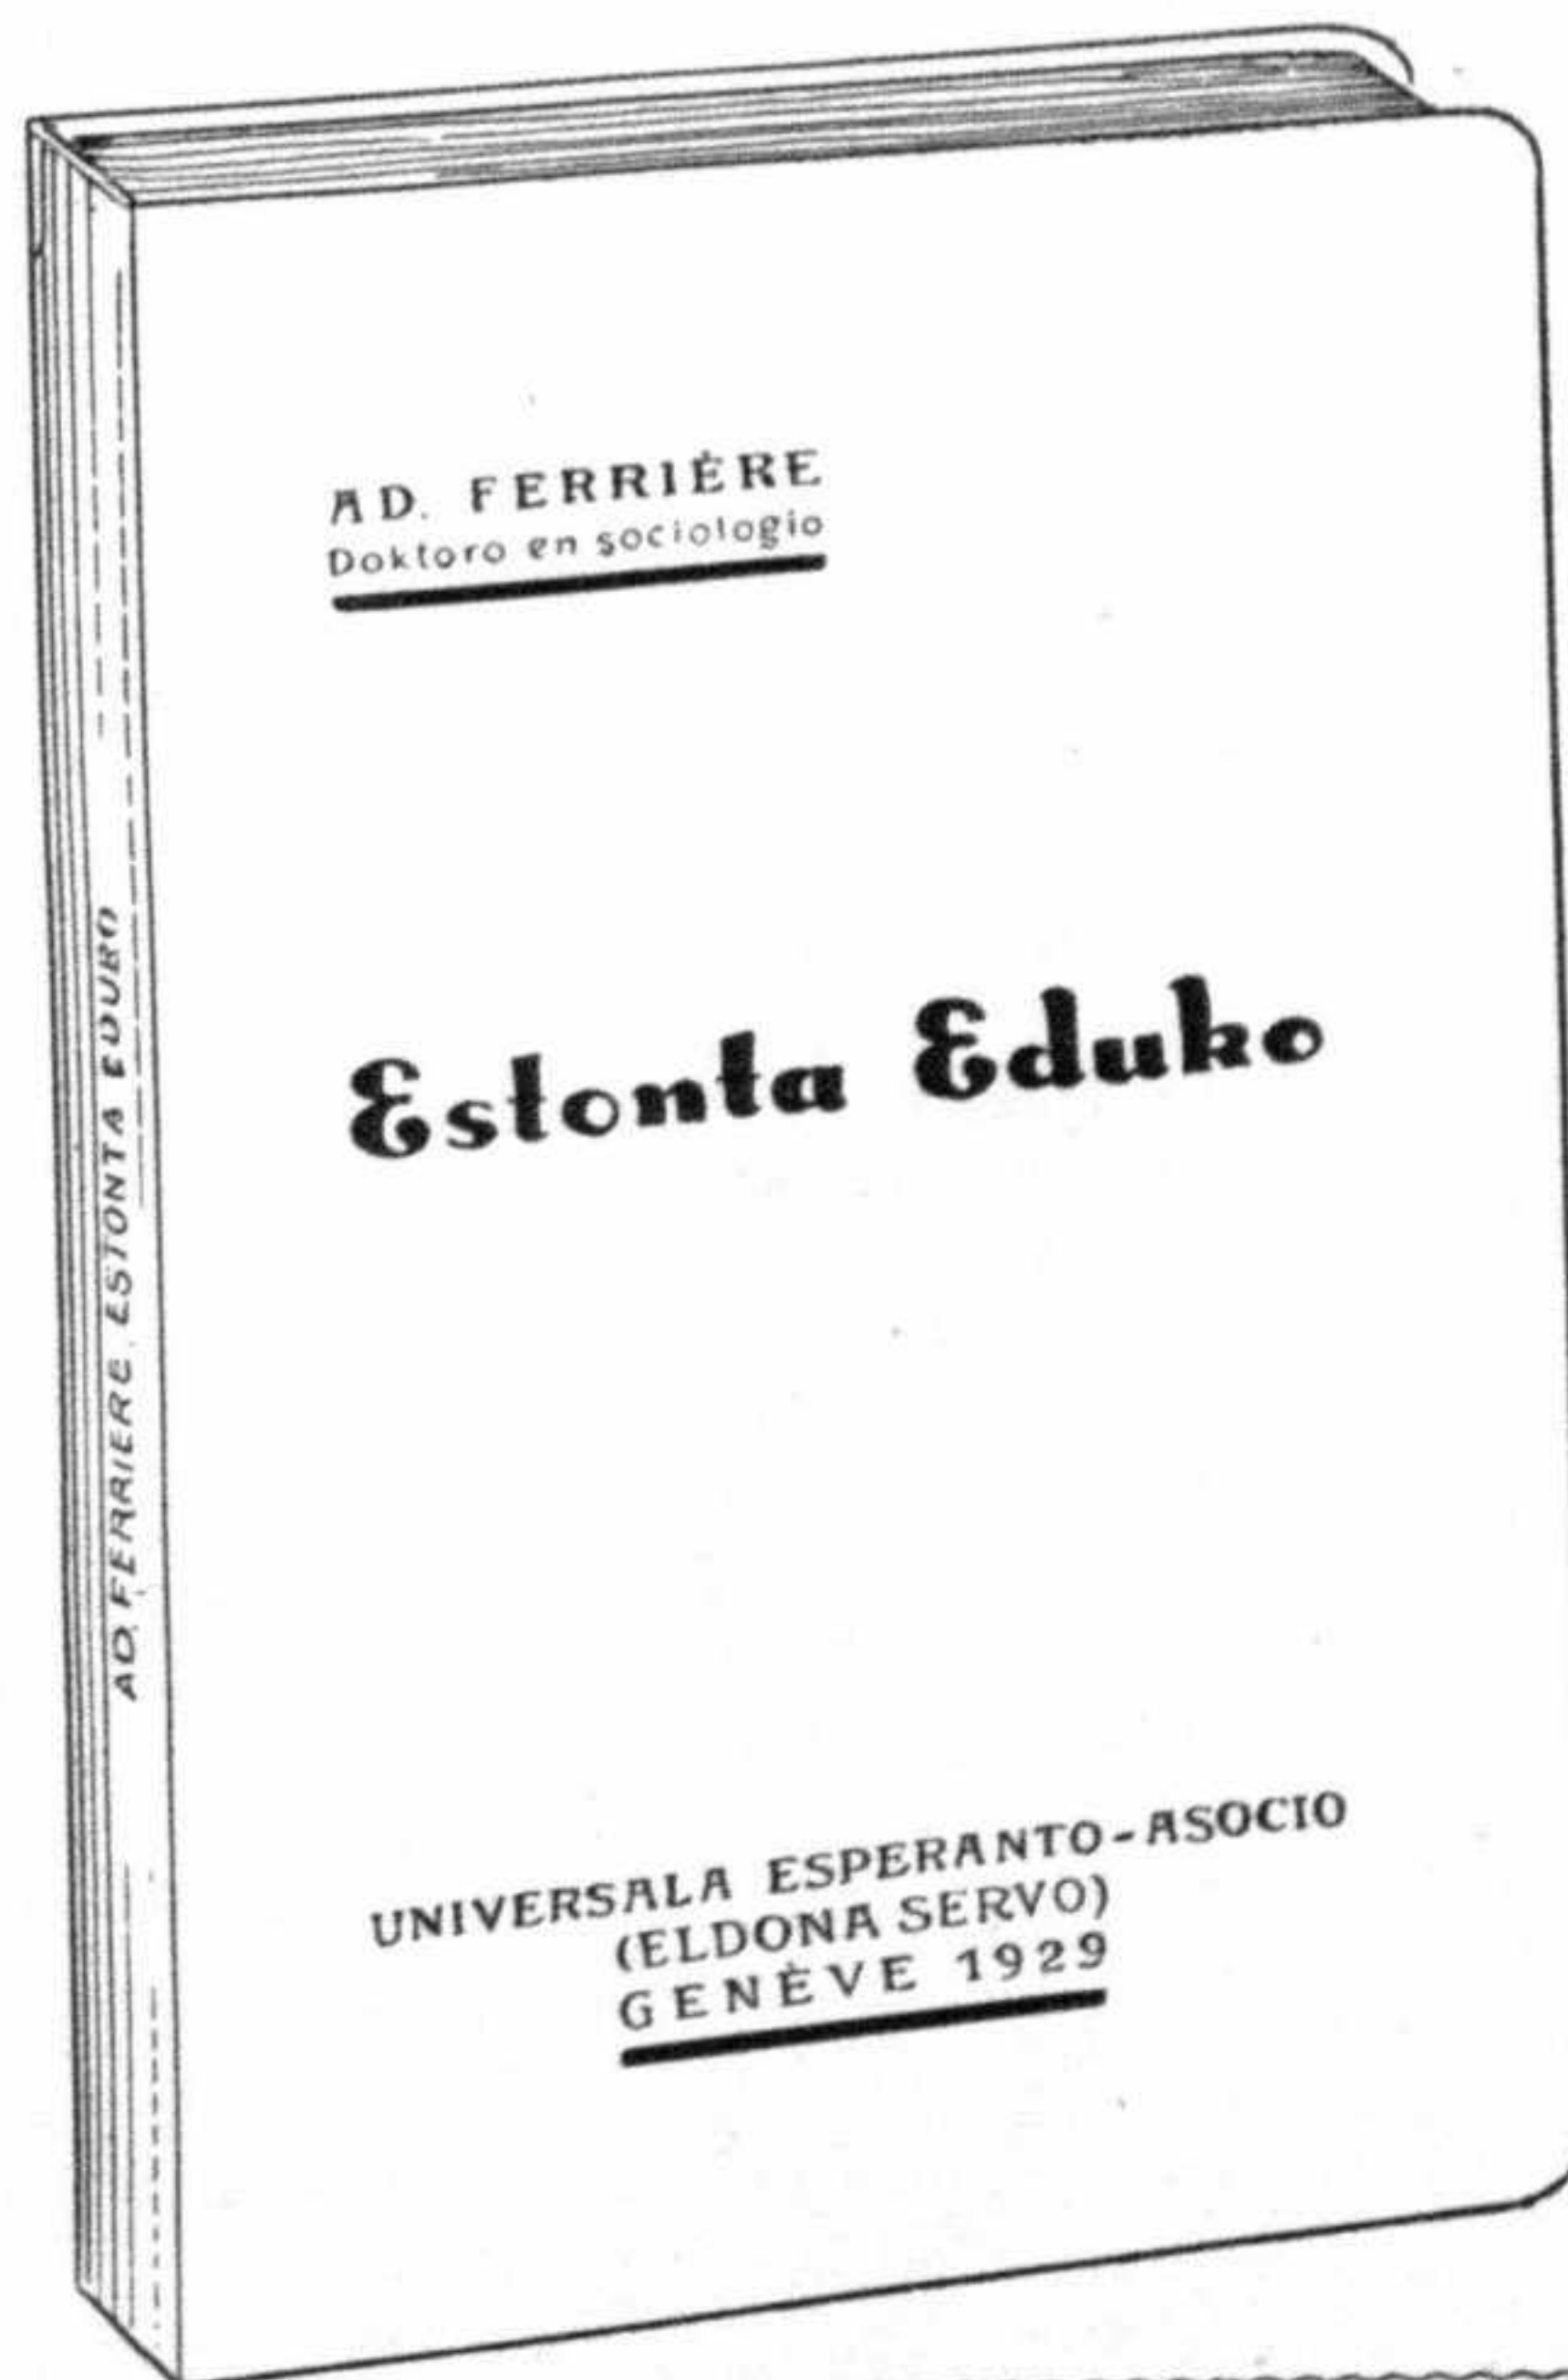 AD. FERRIÈRE
Doktoro en sociologio
Estonta Eduko
UNIVERSALA ESPERANTO-ASOCIO
(ELDONA SERVO)
GENÈVE 1929
AD. FERRIERE. ESTONTA EDUKO